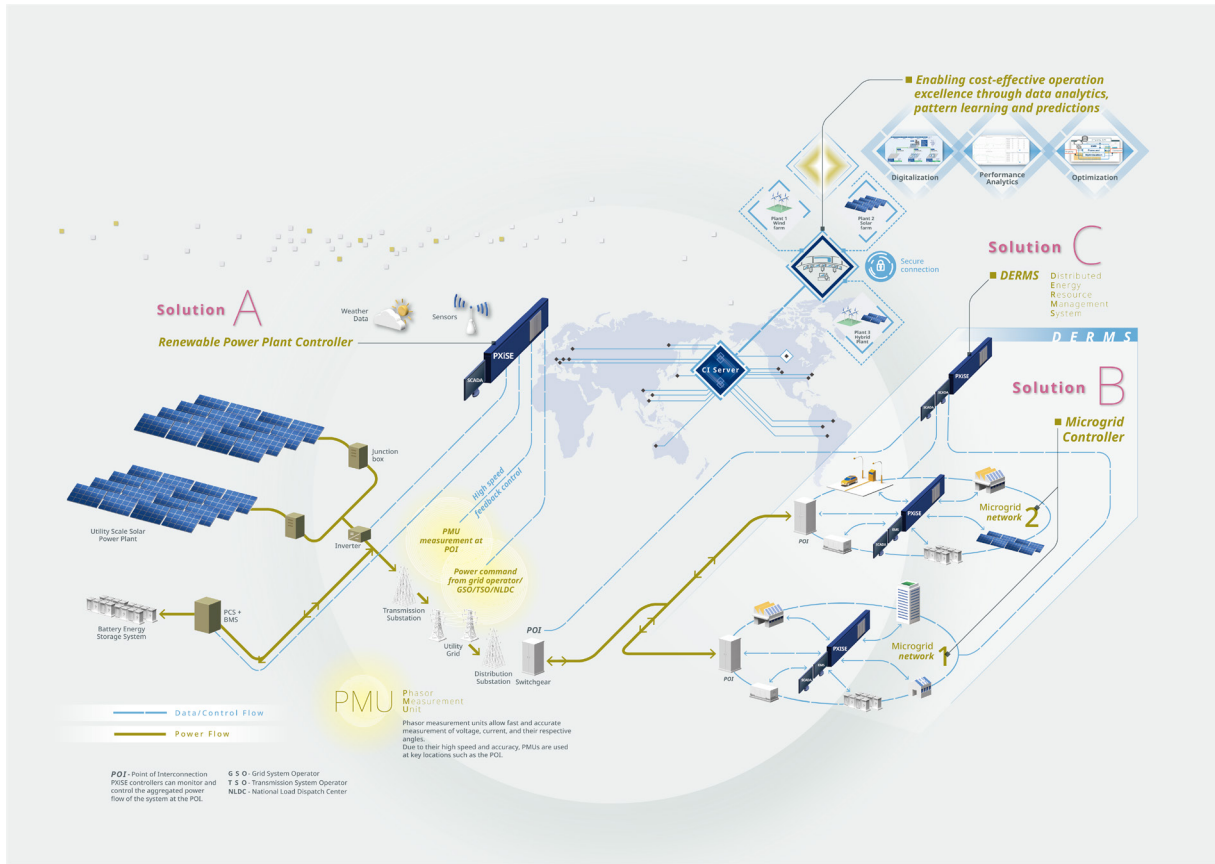 Enabling cost-effective operation
excellence through data analytics,
pattern learning and predictions
Digitalization
Performance
Analytics
Optimization
Plant 1
Wind
farm
Plant 2
Solar
farm
Secure
connection
Plant 3
Hybrid
Plant
CI Server
Solution C
DERMS
Distributed
Energy
Resource
Management
System
DERMS
Solution A
Renewable Power Plant Controller
Weather
Data
Sensors
PXiSE
SCADA
PXiSE
SCADA
SCADA
Solution B
Microgrid
Controller
Junction
box
Utility Scale Solar
Power Plant
Inverter
High speed
feedback control
PMU
measurement at
POI
Power command
from grid operator/
GSO/TSO/NLDC
PCS +
BMS
Battery Energy
Storage System
Transmission
Substation
Utility
Grid
Distribution
Substation
POI
Switchgear
POI
PXiSE
SCADA
Microgrid
network 2
POI
PXiSE
Microgrid
network 1
PMU
Phasor
Measurement
Unit
Phasor measurement units allow fast and accurate
measurement of voltage, current, and their respective
angles.
Due to their high speed and accuracy, PMUs are used
at key locations such as the POI.
Data/Control Flow
Power Flow
POI - Point of Interconnection
PXiSE controllers can monitor and
control the aggregated power
flow of the system at the POI.
GSO - Grid System Operator
TSO - Transmission System Operator
NLDC - National Load Dispatch Center